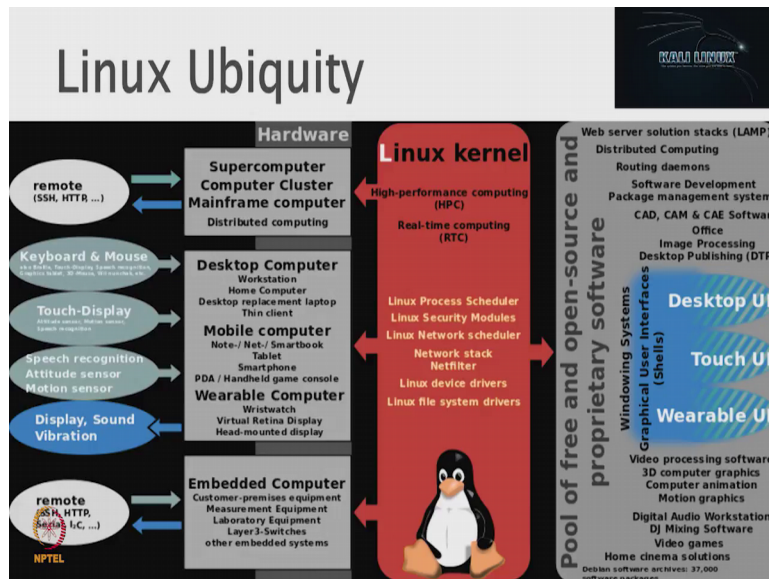 Linux Ubiquity
KALI LINUX
Hardware
remote
(SSH, HTTP, ...)
Keyboard & Mouse
Touch-Display
Speech recognition
Attitude sensor
Motion sensor
Display, Sound
Vibration
remote
(SSH, HTTP,
Serial, I²C, ...)
NPTEL
Supercomputer
Computer Cluster
Mainframe computer
Distributed computing
Desktop Computer
Workstation
Home Computer
Desktop replacement laptop
Thin client
Mobile computer
Note-/ Net-/ Smartbook
Tablet
Smartphone
PDA / Handheld game console
Wearable Computer
Wristwatch
Virtual Retina Display
Head-mounted display
Embedded Computer
Customer-premises equipment
Measurement Equipment
Laboratory Equipment
Layer3-Switches
other embedded systems
Linux kernel
High-performance computing
(HPC)
Real-time computing
(RTC)
Linux Process Scheduler
Linux Security Modules
Linux Network scheduler
Network stack
Netfilter
Linux device drivers
Linux file system drivers
Pool of free and open-source and
proprietary software
Web server solution stacks (LAMP)
Distributed Computing
Routing daemons
Software Development
Package management system
CAD, CAM & CAE Softwar
Office
Image Processing
Desktop Publishing (DTP
Windowing Systems
Graphical User Interfaces
(Shells)
Desktop UI
Touch UI
Wearable UI
Video processing software
3D computer graphics
Computer animation
Motion graphics
Digital Audio Workstation
DJ Mixing Software
Video games
Home cinema solutions
Debian software archives: 37,000
software packages